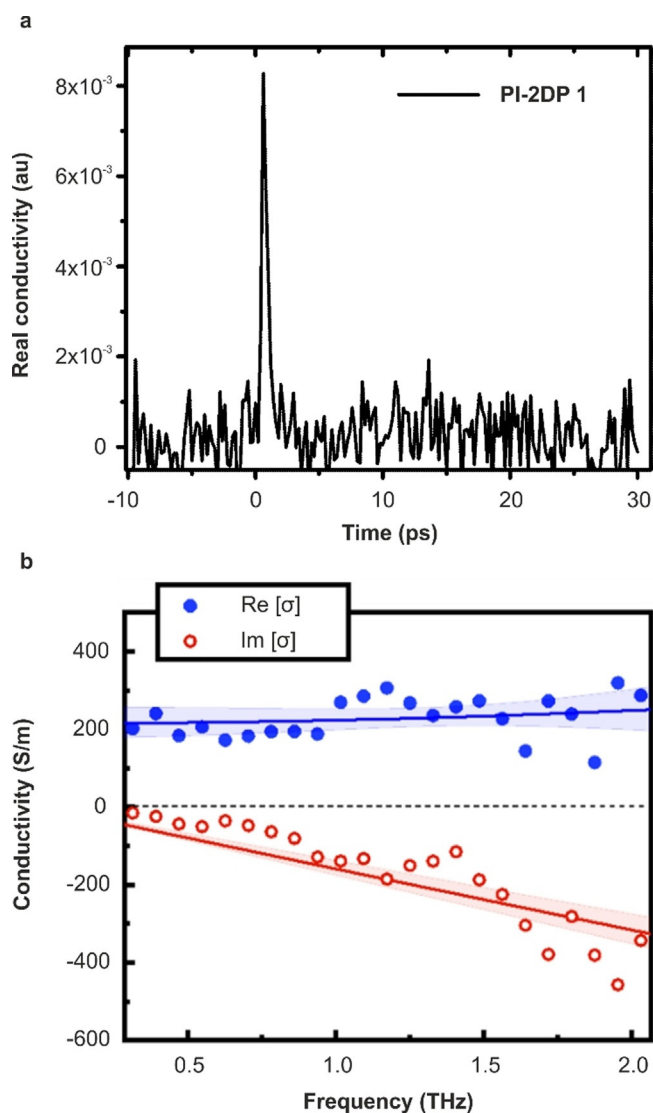 a
8x10-3
6x10-3
4x10-3
2x10-3
0
Real conductivity (au)
PI-2DP 1
-10
0
10
20
30
Time (ps)
b
Re [σ]
Im [σ]
400
200
0
-200
-400
-600
Conductivity (S/m)
0.5
1.0
1.5
2.0
Frequency (THz)